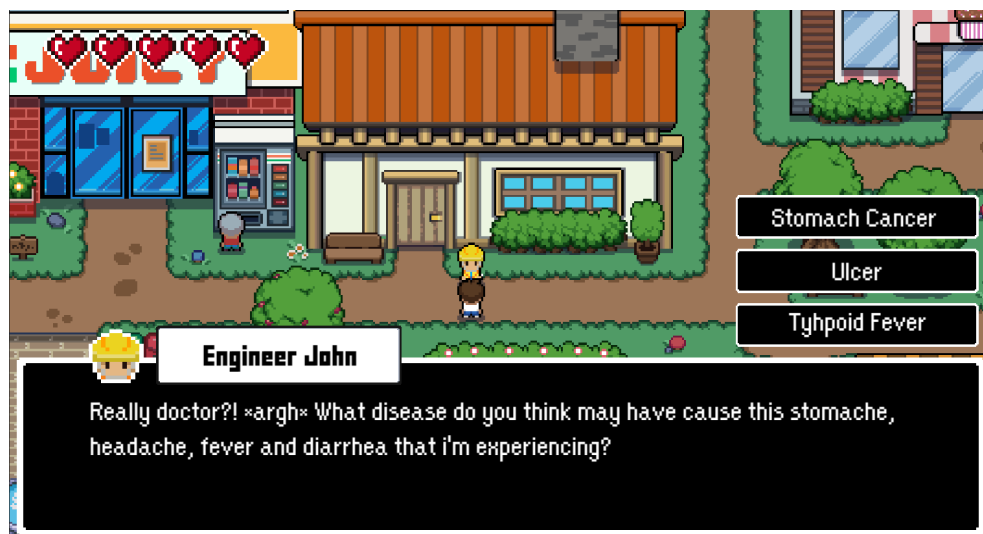 Stomach Cancer
Ulcer
Tyhpoid Fever
Engineer John
Really doctor?! *argh* What disease do you think may have cause this stomache,
headache, fever and diarrhea that i'm experiencing?